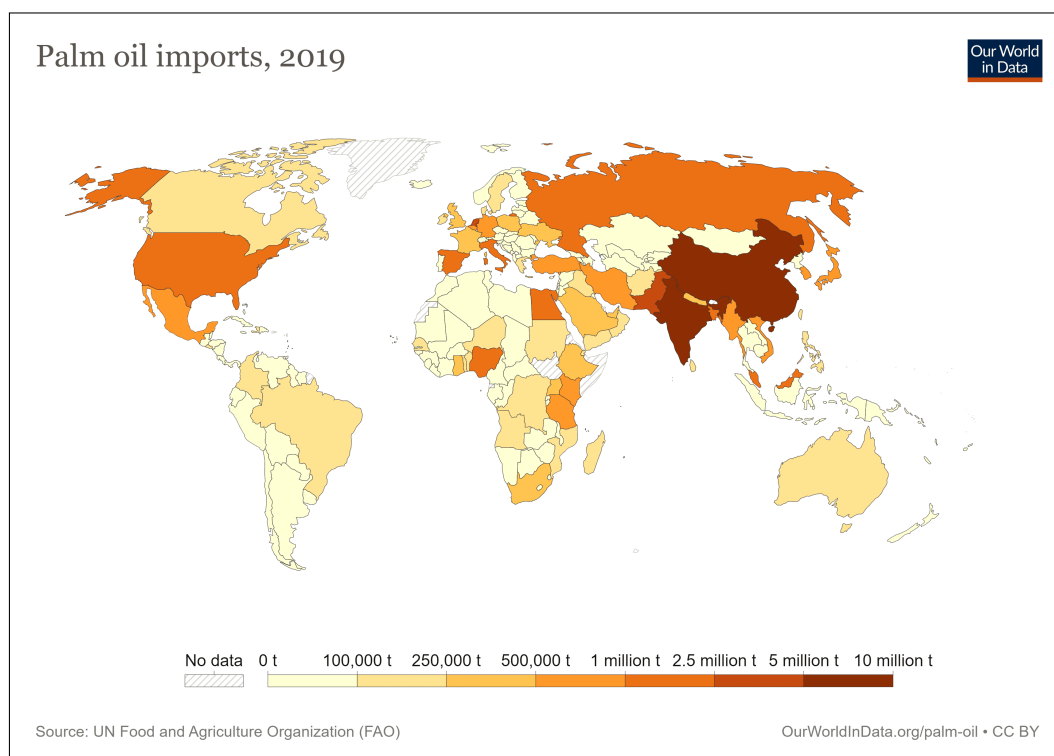 Palm oil imports, 2019
Our World
in Data
No data 0 t 100,000 t 250,000 t 500,000 t 1 million t 2.5 million t 5 million t 10 million t
Source: UN Food and Agriculture Organization (FAO) OurWorldInData.org/palm-oil • CC BY